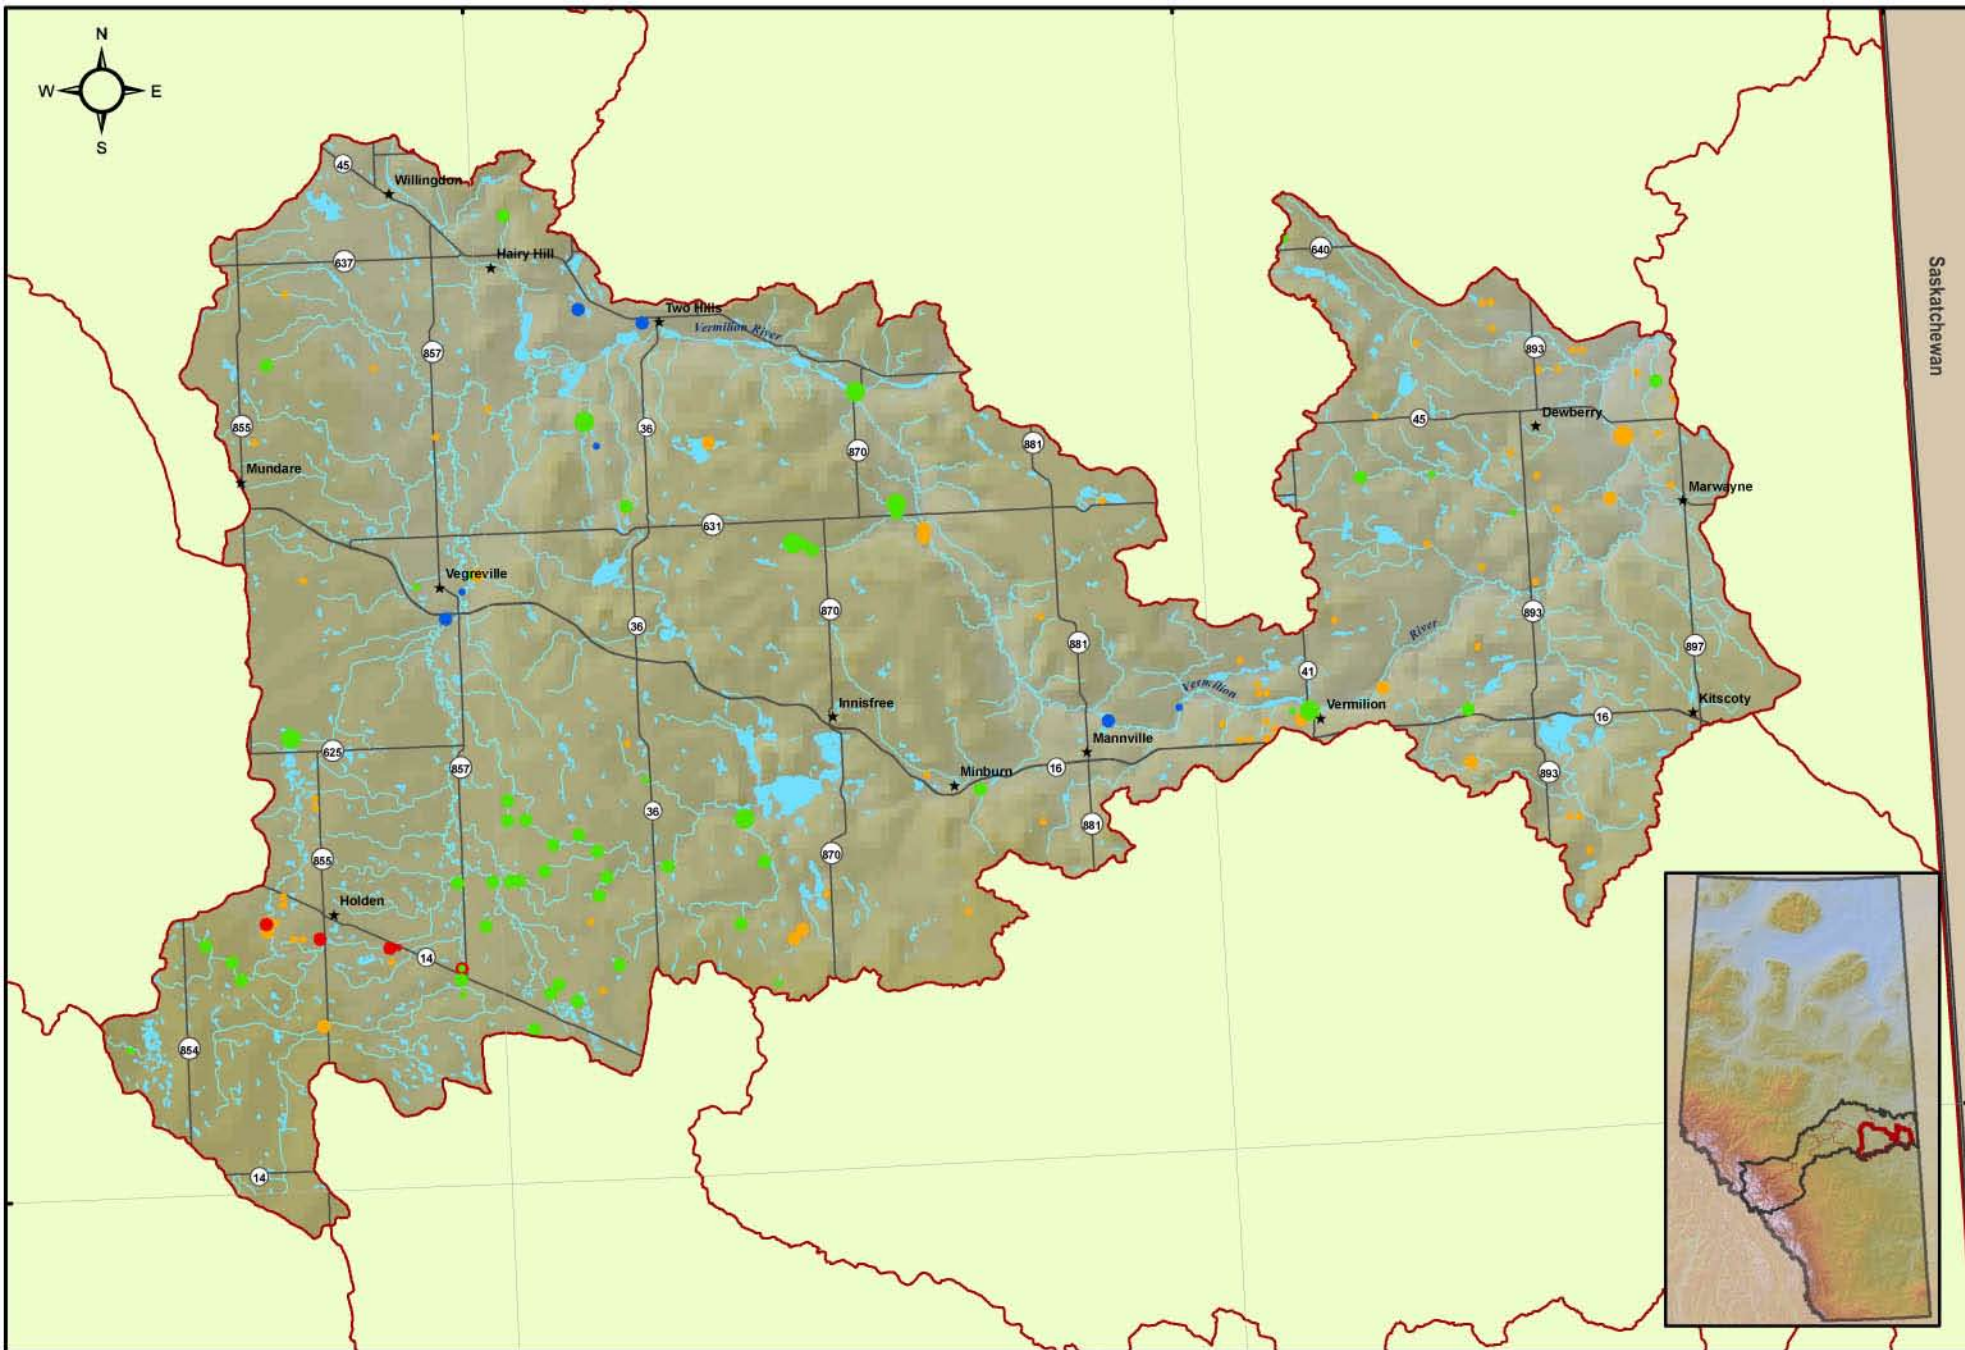 N
W E
S
45
Willingdon
640
637
Hairy Hill
Saskatchewan
Two Hills
Vermilion River
857
893
45
Dewberry
855
36
881
870
Mundare
Marwayne
631
Vegreville
870
893
36
River
881
897
41
Vermilion
Innisfree
Vermilion
Kitscoty
16
625
Mannville
857
16
Minburn
893
36
881
855
870
Holden
14
854
14